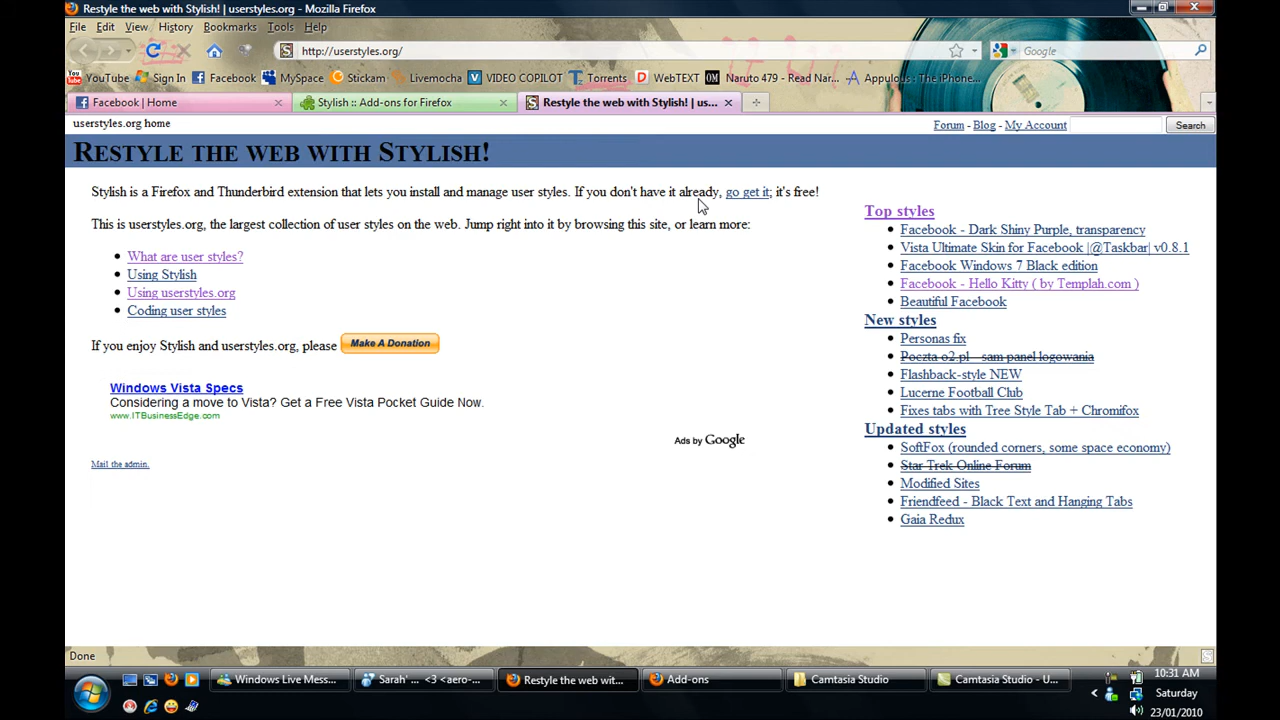 Restyle the web with Stylish! | userstyles.org - Mozilla Firefox
File Edit View History Bookmarks Tools Help
http://userstyles.org/
Google
YouTube Sign In Facebook MySpace Stickam Livemocha VIDEO COPILOT Torrents WebTEXT Naruto 479 - Read Nar... Appulous : The iPhone...
Facebook | Home
Stylish :: Add-ons for Firefox
Restyle the web with Stylish! | us...
userstyles.org home
Forum - Blog - My Account Search
RESTYLE THE WEB WITH STYLISH!
Stylish is a Firefox and Thunderbird extension that lets you install and manage user styles. If you don't have it already, go get it; it's free!
This is userstyles.org, the largest collection of user styles on the web. Jump right into it by browsing this site, or learn more:
What are user styles?
Using Stylish
Using userstyles.org
Coding user styles
If you enjoy Stylish and userstyles.org, please Make A Donation
Windows Vista Specs
Considering a move to Vista? Get a Free Vista Pocket Guide Now.
www.ITBusinessEdge.com
Ads by Google
Mail the admin.
Top styles
Facebook - Dark Shiny Purple, transparency
Vista Ultimate Skin for Facebook |@Taskbar| v0.8.1
Facebook Windows 7 Black edition
Facebook - Hello Kitty ( by Templah.com )
Beautiful Facebook
New styles
Personas fix
Poczta o2.pl - sam panel logowania
Flashback-style NEW
Lucerne Football Club
Fixes tabs with Tree Style Tab + Chromifox
Updated styles
SoftFox (rounded corners, some space economy)
Star Trek Online Forum
Modified Sites
Friendfeed - Black Text and Hanging Tabs
Gaia Redux
Done
Windows Live Mess... Sarah' ... <3 <aero-... Restyle the web wit... Add-ons Camtasia Studio Camtasia Studio - U...
10:31 AM
Saturday
23/01/2010